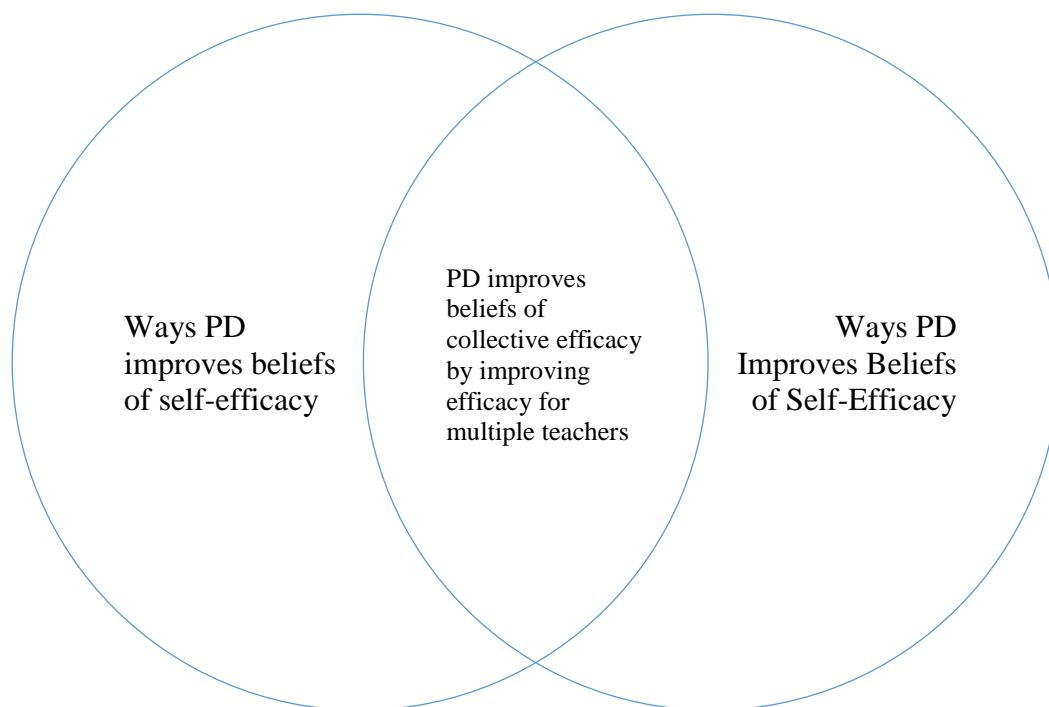 Ways PD
improves beliefs
of self-efficacy
PD improves
beliefs of
collective efficacy
by improving
efficacy for
multiple teachers
Ways PD
Improves Beliefs
of Self-Efficacy